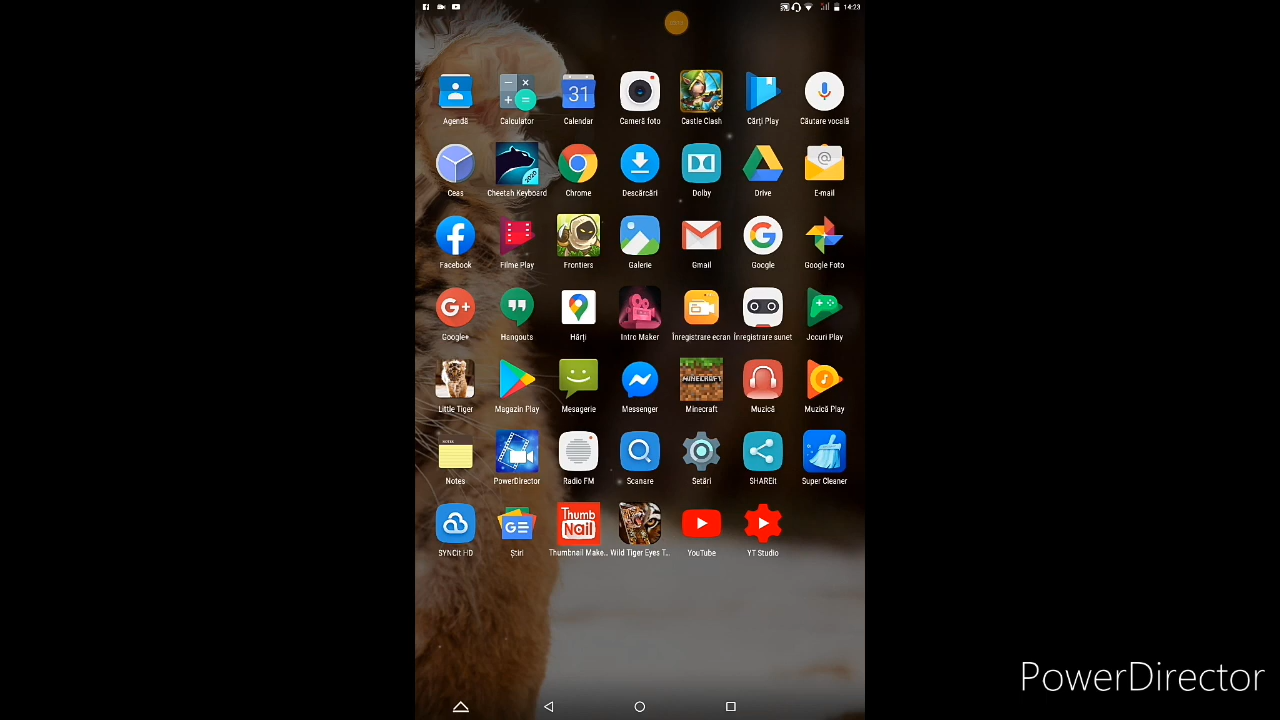 14:23
Agendă Calculator Calendar Cameră foto Castle Clash Cărți Play Căutare vocală
Ceas Cheetah Keyboard Chrome Descărcări Dolby Drive E-mail
Facebook Filme Play Frontiers Galerie Gmail Google Google Foto
Google+ Hangouts Hărți Intro Maker Înregistrare ecran Înregistrare sunet Jocuri Play
Little Tiger Magazin Play Mesagerie Messenger Minecraft Muzică Muzică Play
Notes PowerDirector Radio FM Scanare Setări SHAREit Super Cleaner
SYNCit HD Știri Thumbnail Make... Wild Tiger Eyes T... YouTube YT Studio
31
2020
MINECRAFT
NOTES
Thumb
Nail
PowerDirector